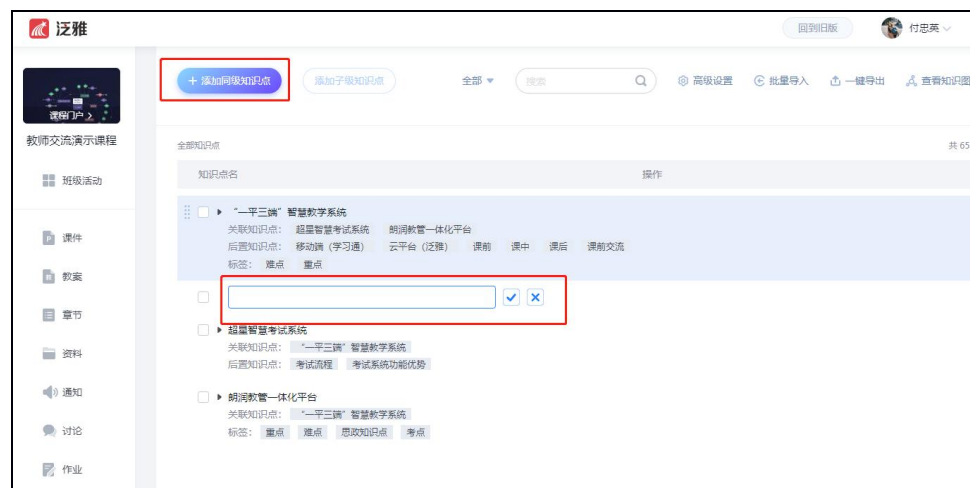 泛雅
回到旧版
付忠英
课程门户
教师交流演示课程
班级活动
课件
教案
章节
资料
通知
讨论
作业
+ 添加同级知识点
添加子级知识点
全部
搜索
高级设置
批量导入
一键导出
查看知识图
全部知识点
共 65
知识点名
操作
“一平三端”智慧教学系统
关联知识点： 超星智慧考试系统 朗润教管一体化平台
后置知识点： 移动端（学习通） 云平台（泛雅） 课前 课中 课后 课前交流
标签： 难点 重点
超星智慧考试系统
关联知识点： “一平三端”智慧教学系统
后置知识点： 考试流程 考试系统功能优势
朗润教管一体化平台
关联知识点： “一平三端”智慧教学系统
标签： 重点 难点 思政知识点 考点